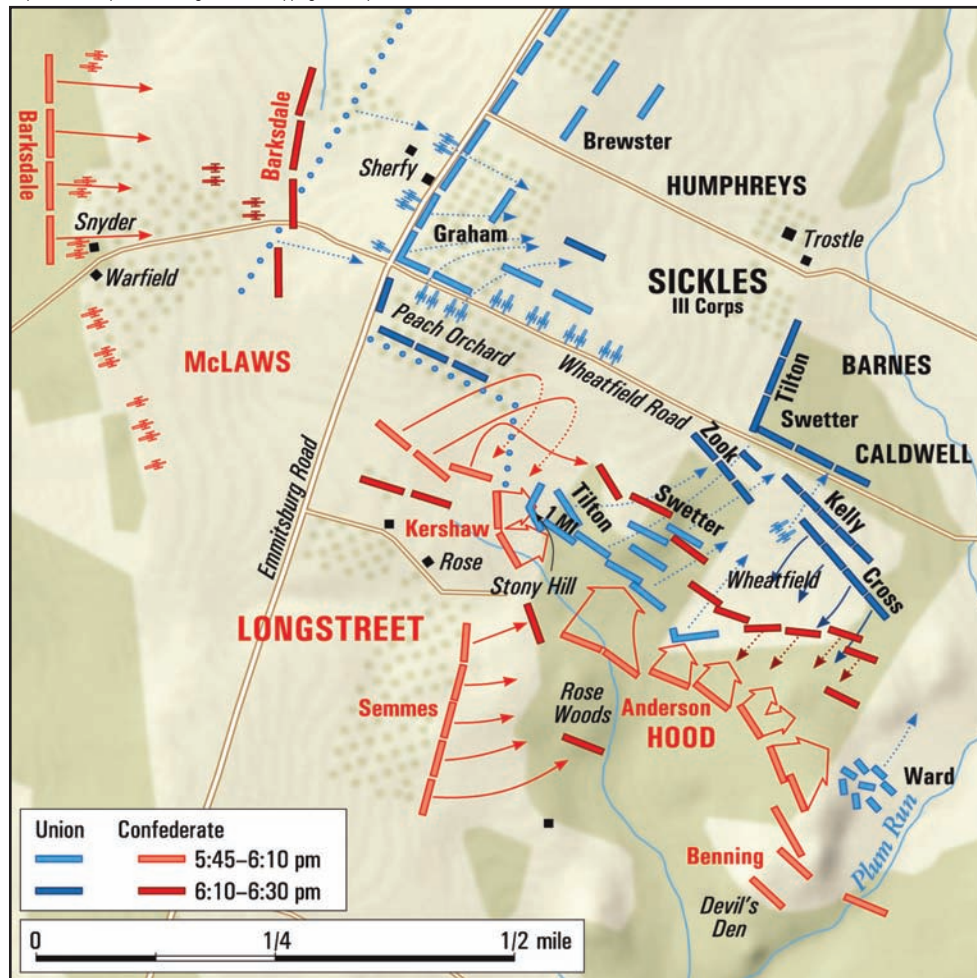 Barksdale
Barksdale
Snyder
Warfield
Sherfy
Brewster
HUMPHREYS
Graham
Trostle
SICKLES
III Corps
McLAWS
Peach Orchard
Wheatfield Road
Tilton
BARNES
Swetter
CALDWELL
Zook
Emmitsburg Road
Tilton
Swetter
Kelly
Kershaw
1 MI
Cross
Rose
Stony Hill
Wheatfield
LONGSTREET
Semmes
Rose
Woods
Anderson
HOOD
Ward
Plum Run
Benning
Devil's
Den
Union Confederate
5:45–6:10 pm
6:10–6:30 pm
0 1/4 1/2 mile